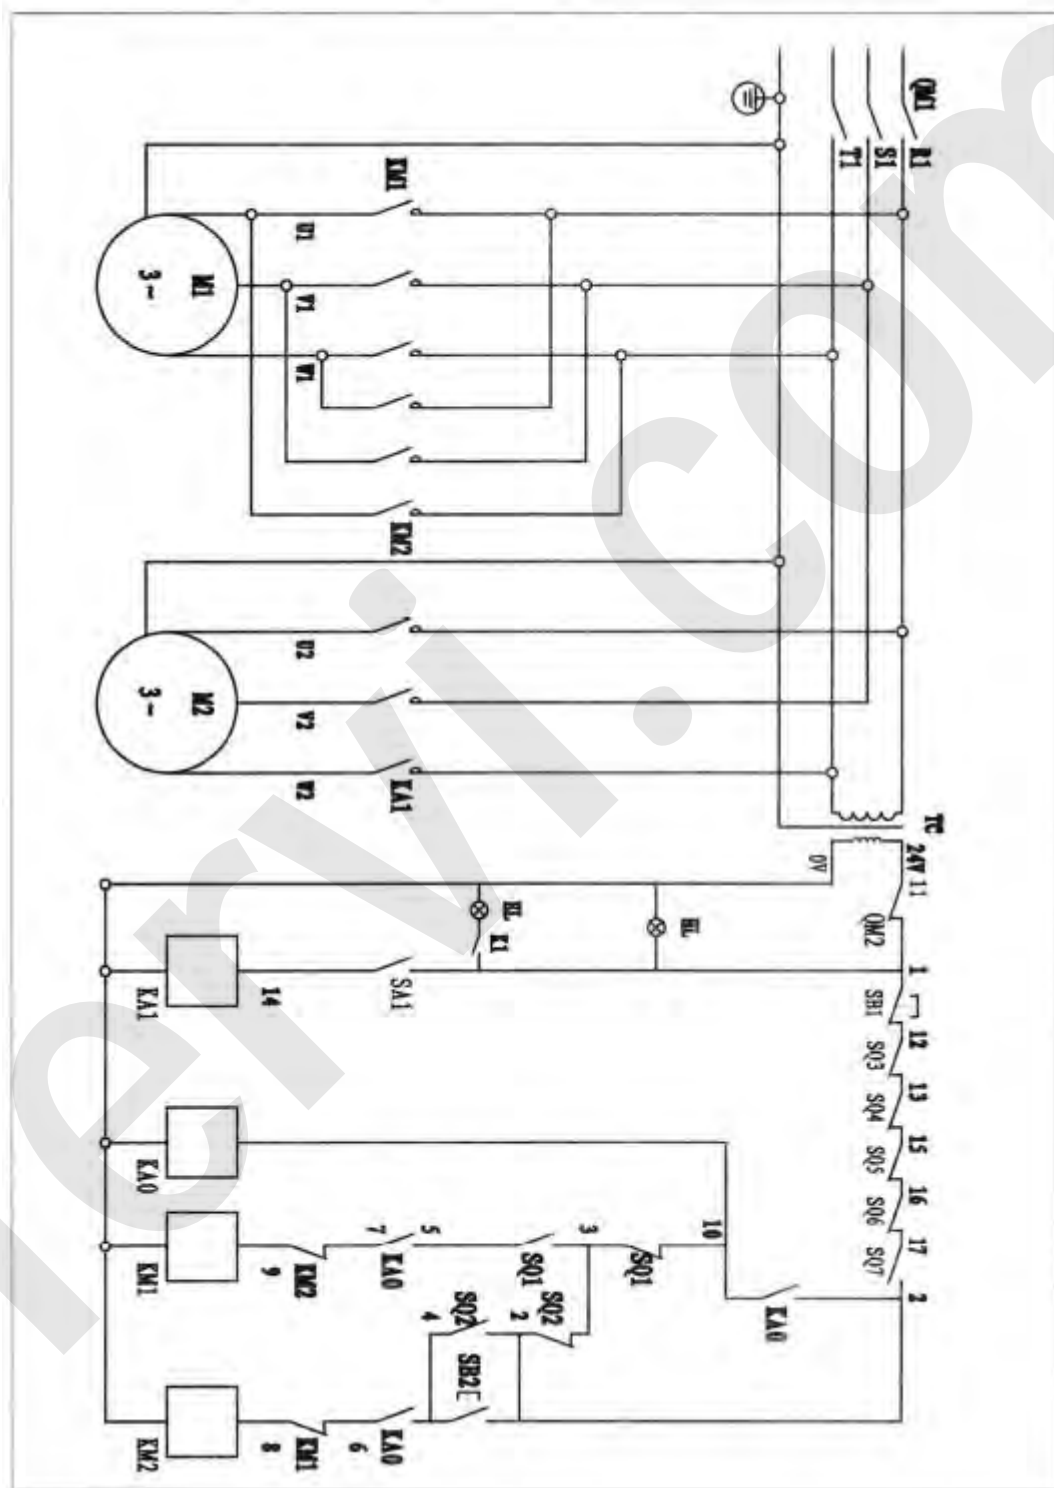 QM1
R1
S1
T1
TC
24V
11
0V
QM2
1
SB1
12
SQ3
13
SQ4
15
SQ5
16
SQ6
17
SQ7
2
KA0
10
HL
EL
K1
SA1
SQ1
3
SQ1
SQ2
2
SQ2
4
SB2
5
KA0
7
KA0
6
KM1
KM2
KA1
U1
V1
W1
U2
V2
W2
14
KM2
9
KM1
8
M1
3~
M2
3~
KA1
KA0
KM1
KM2
ervi.com